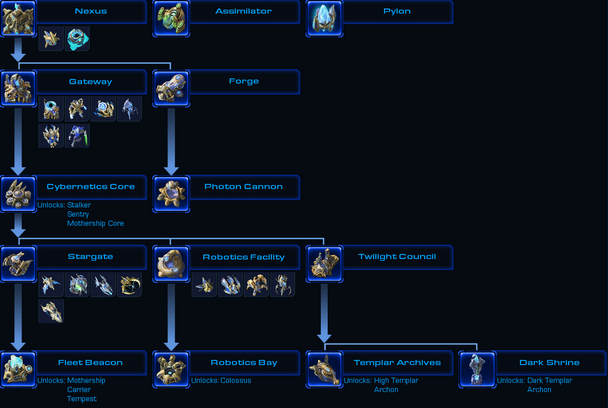 Nexus
Assimilator
Pylon
Gateway
Forge
Cybernetics Core
Photon Cannon
Unlocks: Stalker
Sentry
Mothership Core
Stargate
Robotics Facility
Twilight Council
Fleet Beacon
Robotics Bay
Templar Archives
Dark Shrine
Unlocks: Mothership
Carrier
Tempest
Unlocks: Colossus
Unlocks: High Templar
Archon
Unlocks: Dark Templar
Archon